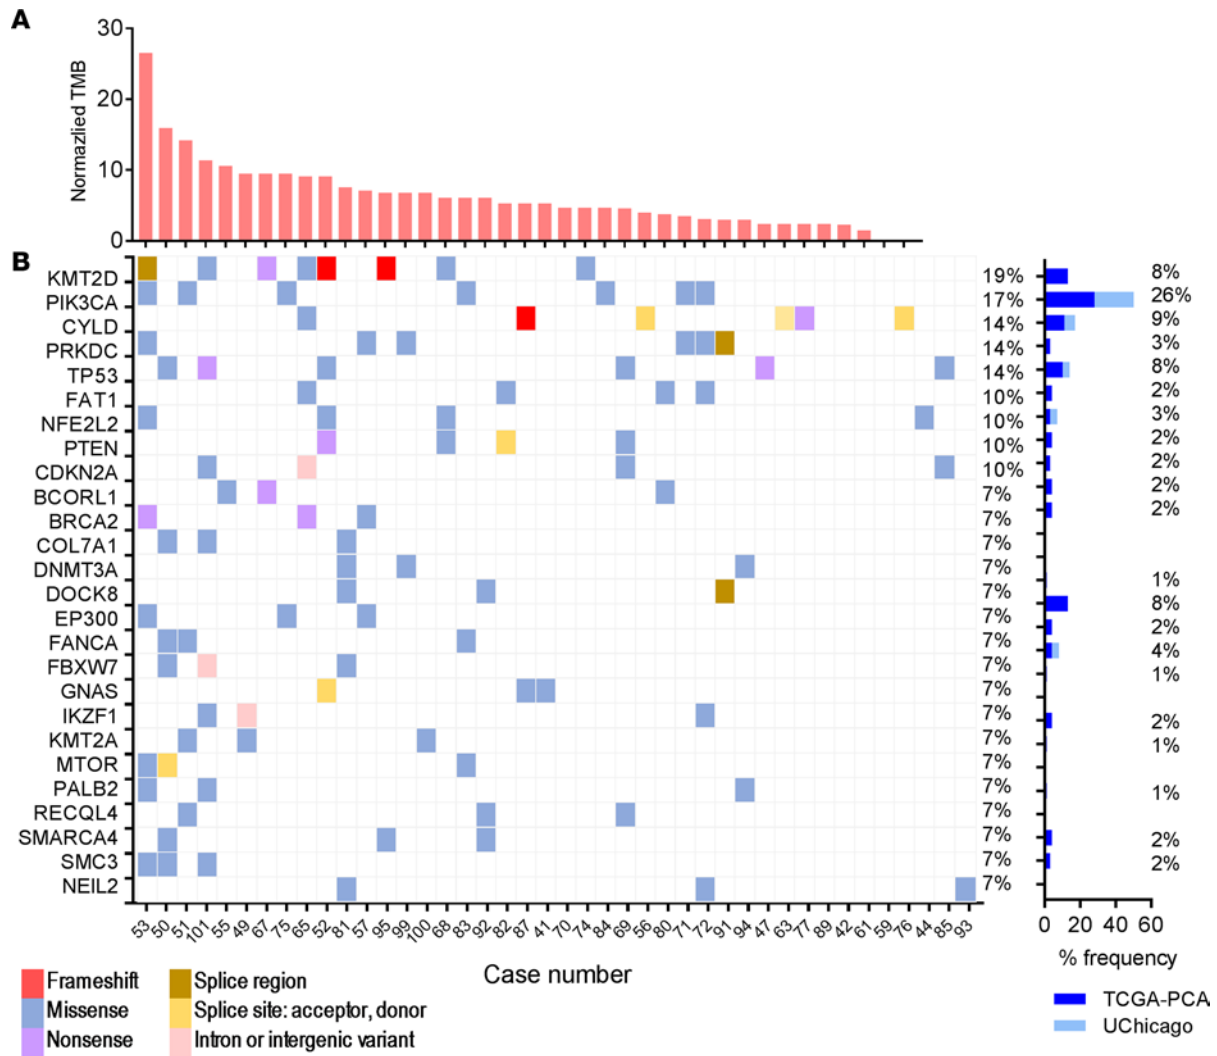 A
30
20
10
0
Normazlied TMB
B
KMT2D 19% 8%
PIK3CA 17% 26%
CYLD 14% 9%
PRKDC 14% 3%
TP53 14% 8%
FAT1 10% 2%
NFE2L2 10% 3%
PTEN 10% 2%
CDKN2A 10% 2%
BCORL1 7% 2%
BRCA2 7% 2%
COL7A1 7%
DNMT3A 7% 1%
DOCK8 7% 8%
EP300 7% 2%
FANCA 7% 4%
FBXW7 7% 1%
GNAS 7%
IKZF1 7% 2%
KMT2A 7% 1%
MTOR 7%
PALB2 7% 1%
RECQL4 7%
SMARCA4 7% 2%
SMC3 7% 2%
NEIL2 7%
53 50 51 101 55 49 67 75 65 52 81 57 95 99 100 68 83 92 82 87 41 70 74 84 69 56 80 71 72 91 94 47 63 77 89 42 61 59 76 44 85 93
0 20 40 60
Case number
% frequency
Frameshift
Missense
Nonsense
Splice region
Splice site: acceptor, donor
Intron or intergenic variant
TCGA-PCA
UChicago